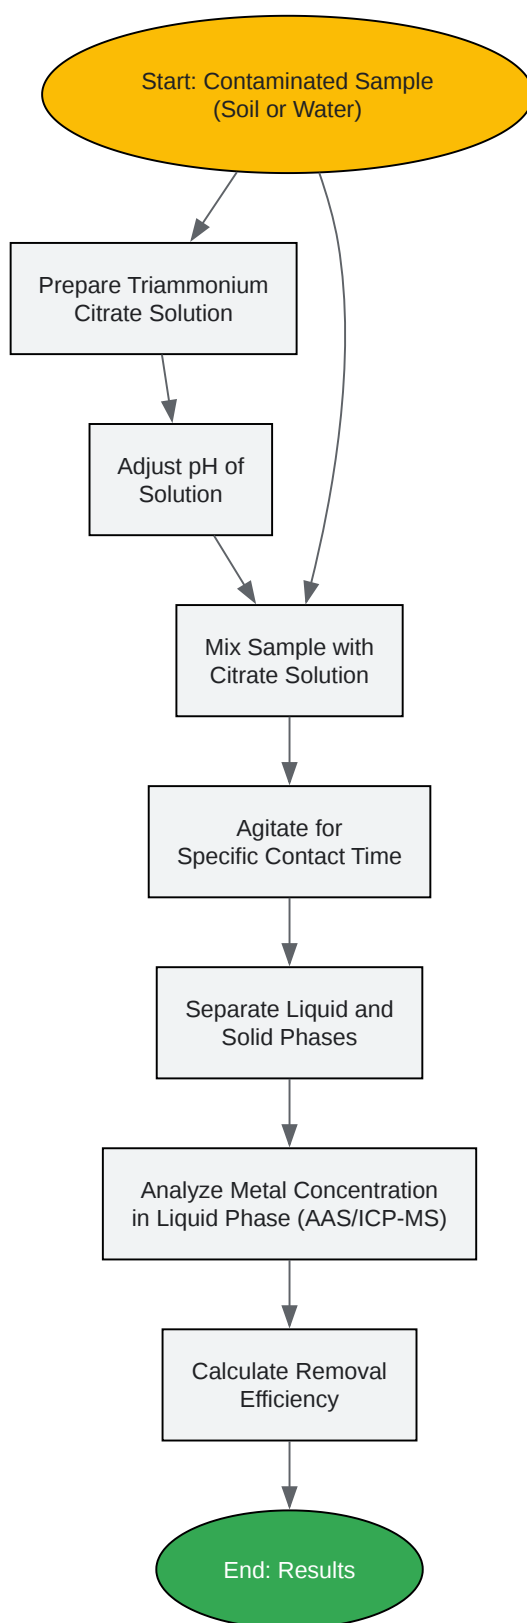 Start: Contaminated Sample
(Soil or Water)
Prepare Triammonium
Citrate Solution
Adjust pH of
Solution
Mix Sample with
Citrate Solution
Agitate for
Specific Contact Time
Separate Liquid and
Solid Phases
Analyze Metal Concentration
in Liquid Phase (AAS/ICP-MS)
Calculate Removal
Efficiency
End: Results